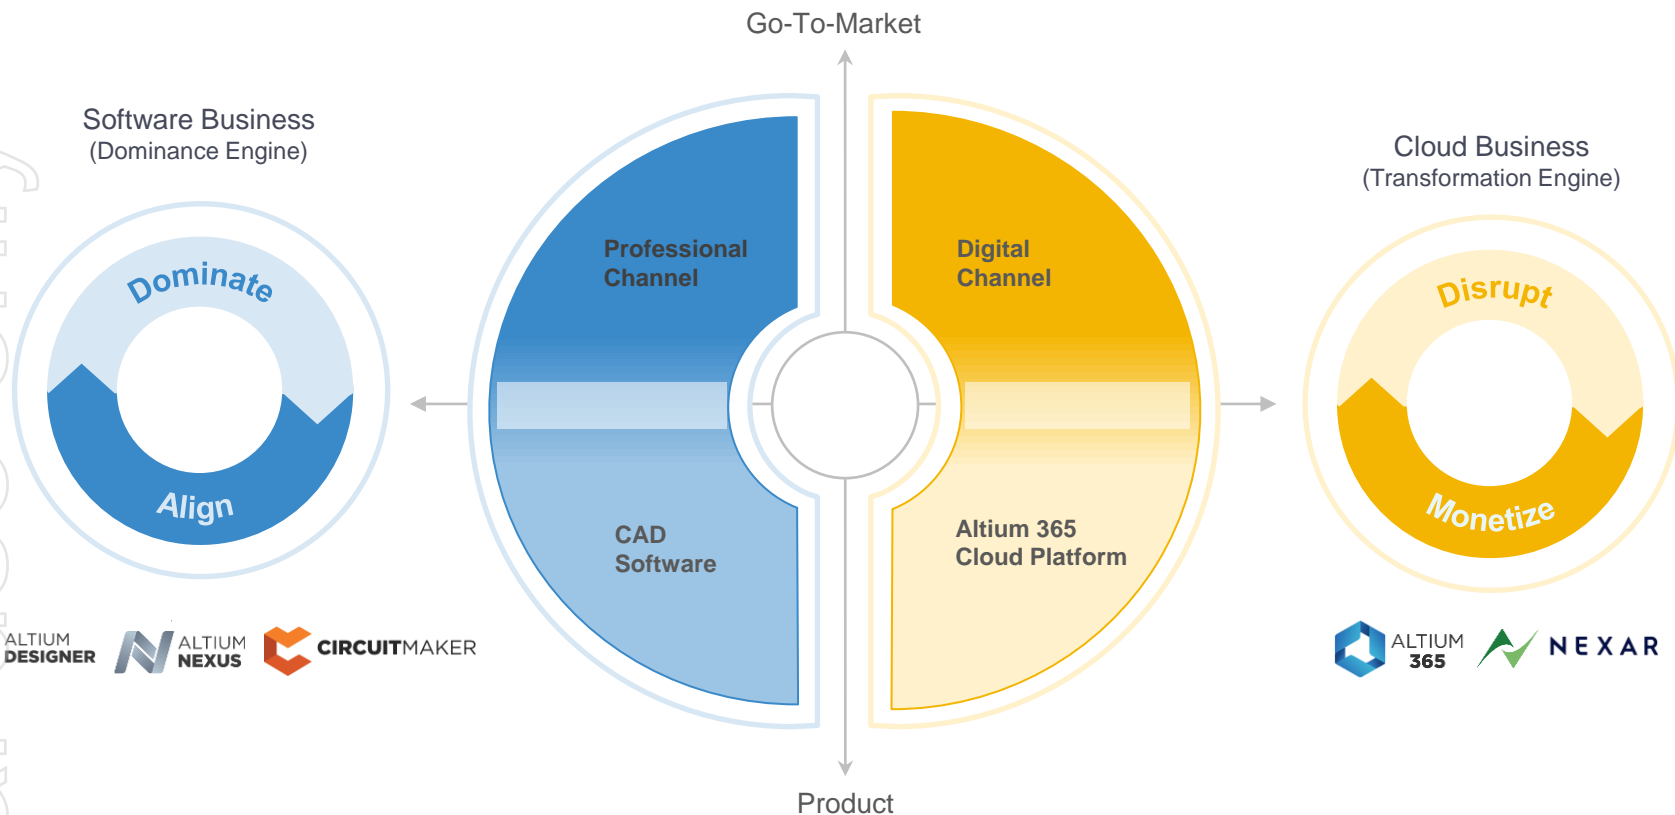 Go-To-Market
Software Business
(Dominance Engine)
Dominate
Align
ALTIUM
DESIGNER
ALTIUM
NEXUS
CIRCUITMAKER
Professional
Channel
CAD
Software
Digital
Channel
Altium 365
Cloud Platform
Cloud Business
(Transformation Engine)
Disrupt
Monetize
ALTIUM
365
NEXAR
Product